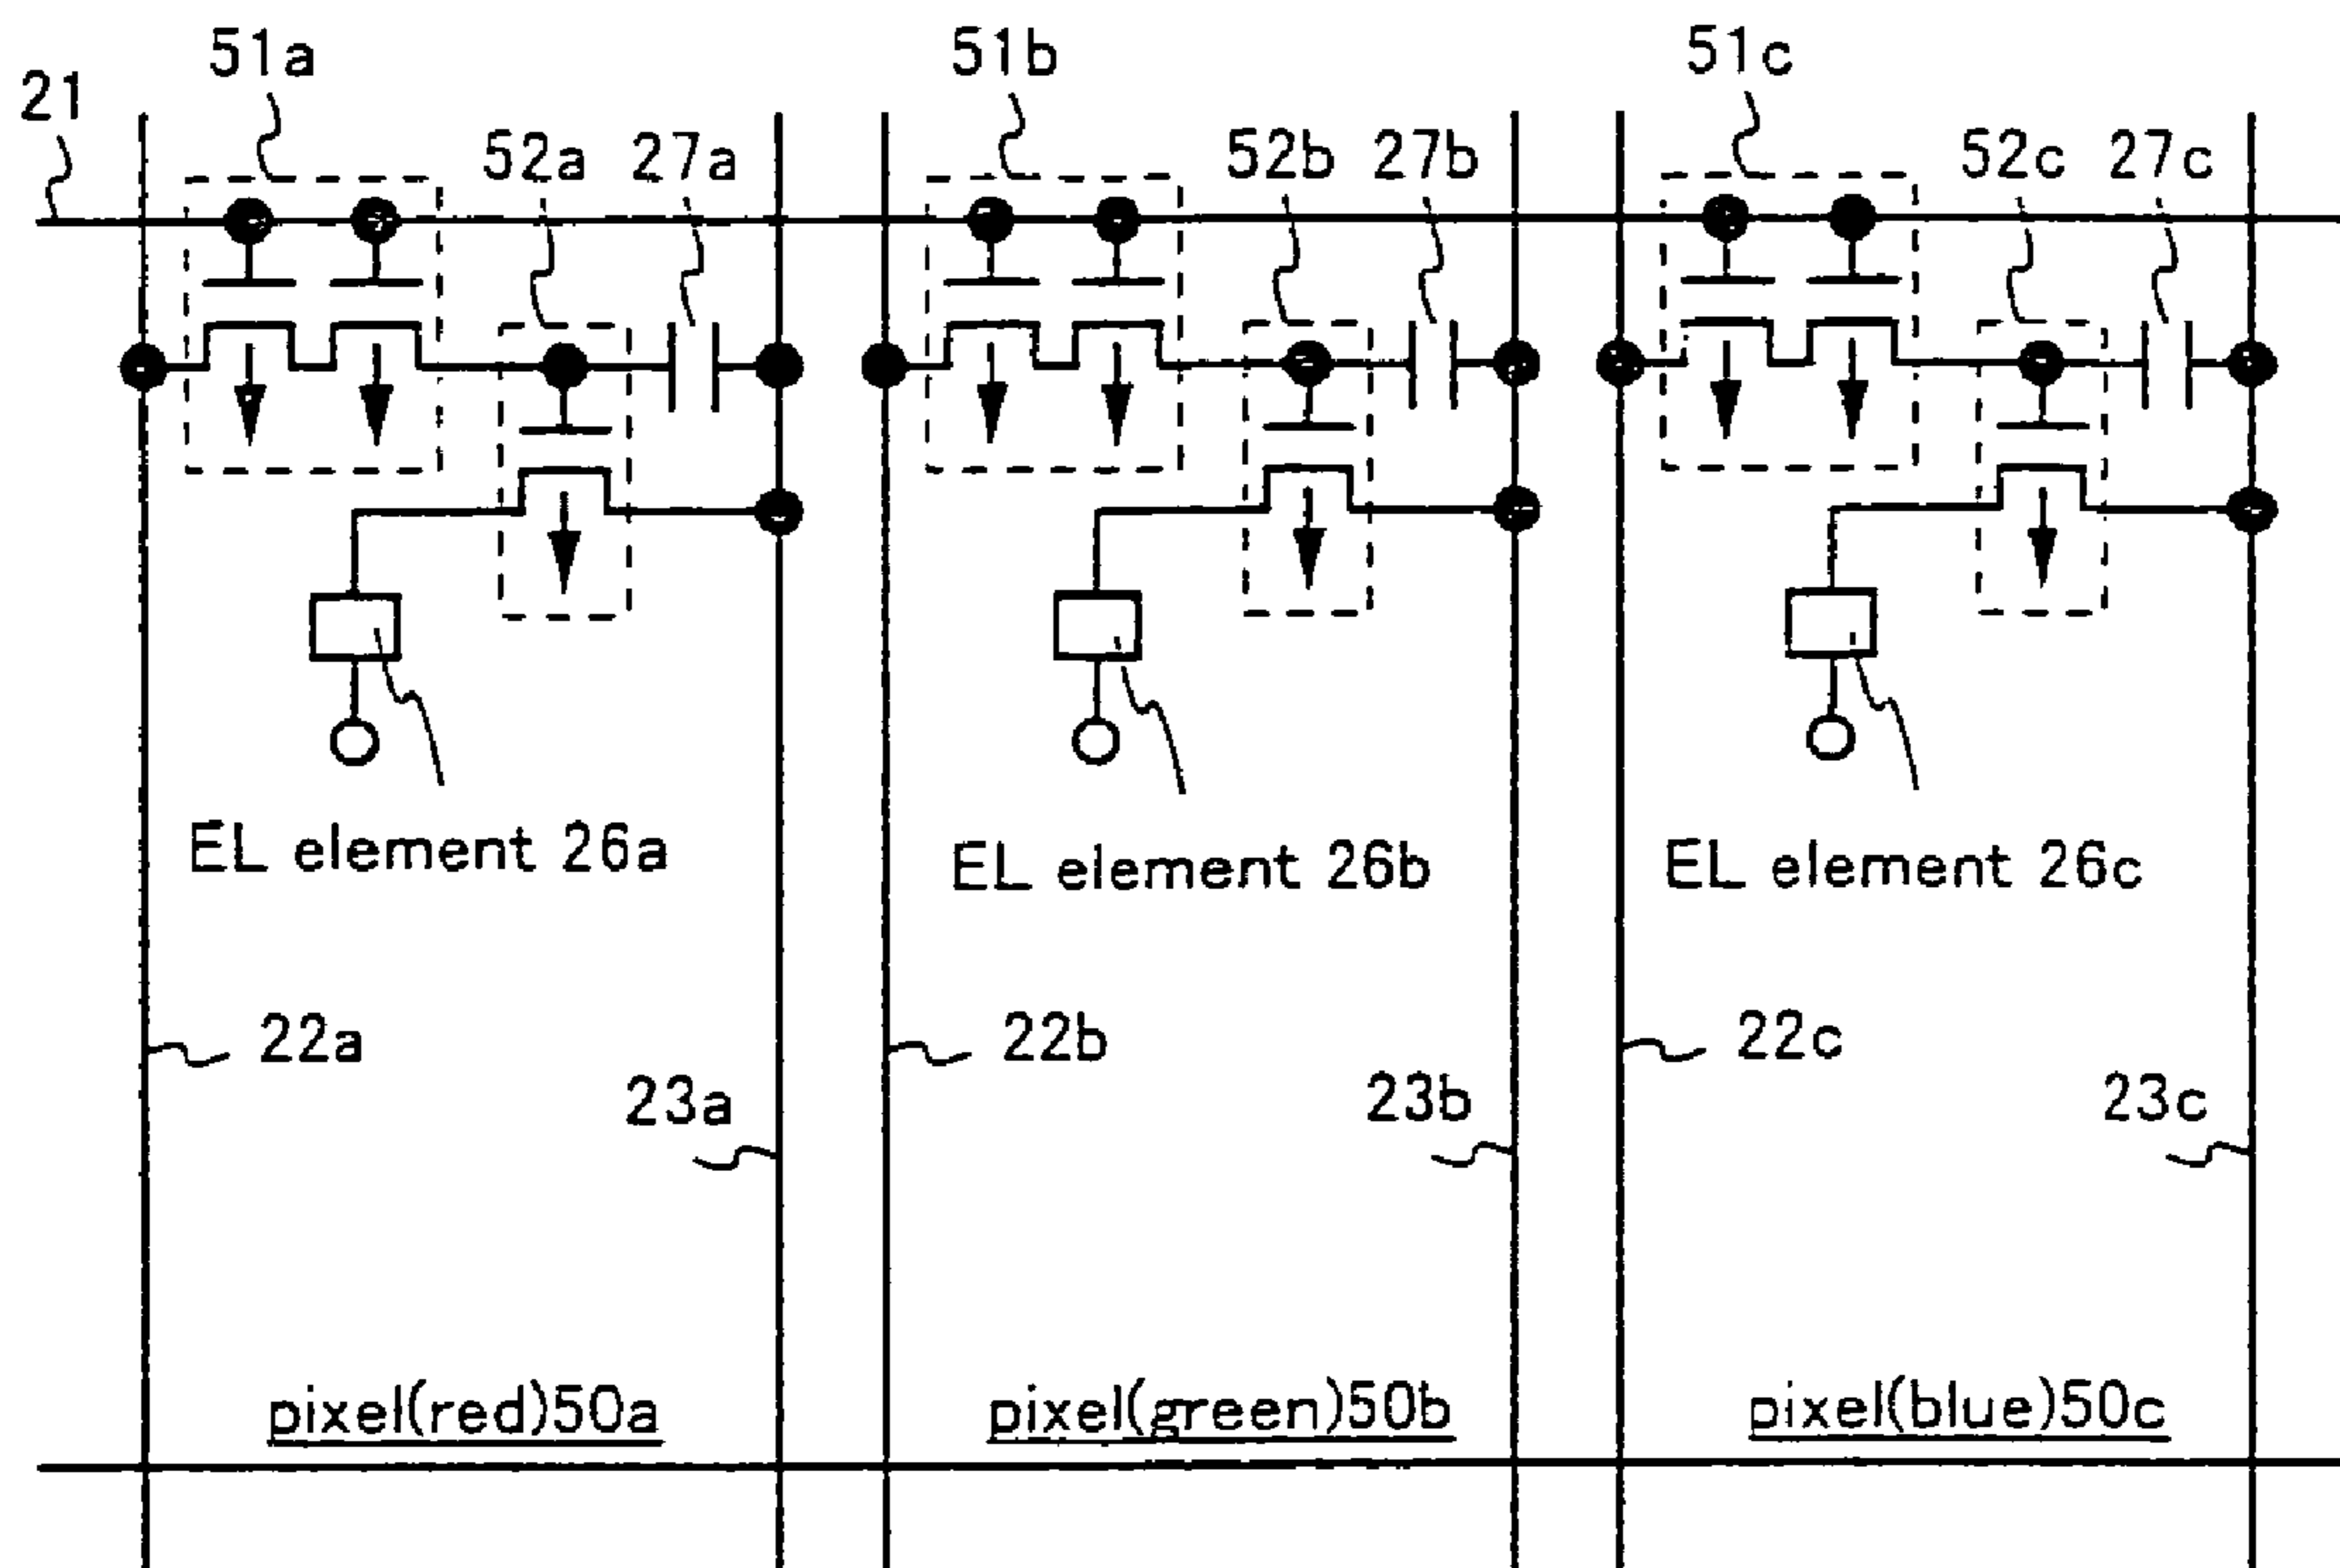 51a 51b 51c
21
52a 27a 52b 27b 52c 27c
EL element 26a EL element 26b EL element 26c
22a 22b 22c
23a 23b 23c
pixel(red)50a pixel(green)50b pixel(blue)50c